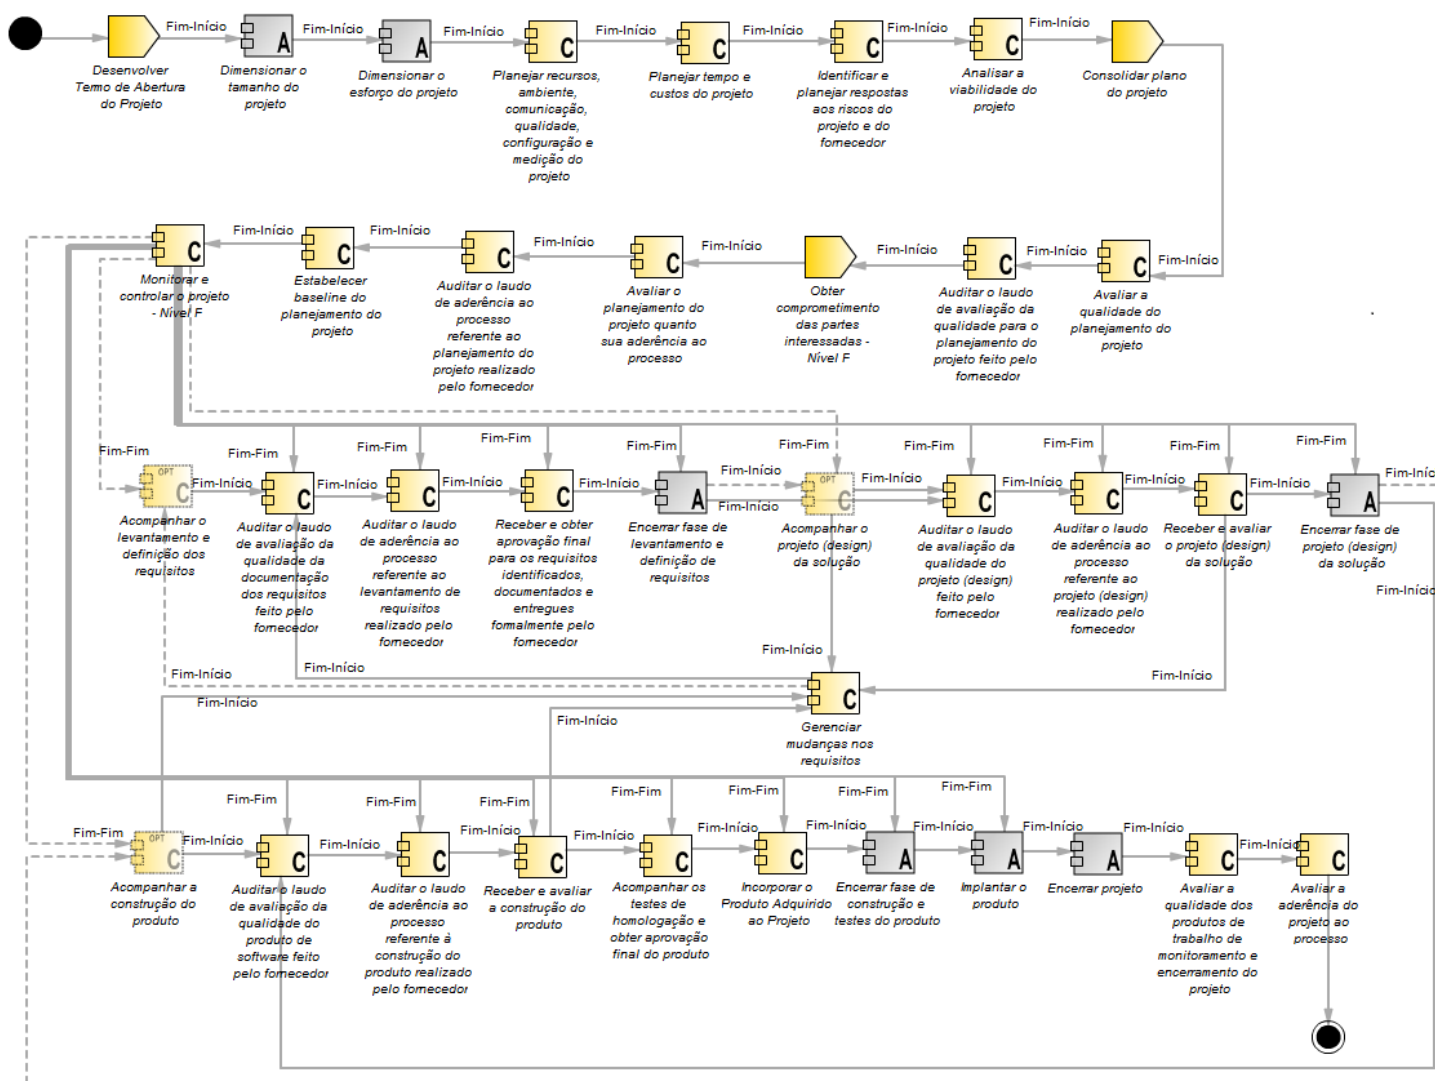 Fim-Início
Fim-Início
Fim-Início
Fim-Início
Fim-Início
Fim-Início
Fim-Início
A
A
C
C
C
C
Desenvolver
Termo de Abertura
do Projeto
Dimensionar o
tamanho do
projeto
Dimensionar o
esforço do projeto
Planejar recursos,
ambiente,
comunicação,
qualidade,
configuração e
medição do
projeto
Planejar tempo e
custos do projeto
Identificar e
planejar respostas
aos riscos do
projeto e do
fornecedor
Analisar a
viabilidade do
projeto
Consolidar plano
do projeto
Fim-Início
Fim-Início
Fim-Início
Fim-Início
Fim-Início
Fim-Início
Fim-Início
C
C
C
C
C
C
Monitorar e
controlar o projeto
- Nível F
Estabelecer
baseline do
planejamento do
projeto
Auditar o laudo
de aderência ao
processo
referente ao
planejamento do
projeto realizado
pelo fornecedor
Avaliar o
planejamento do
projeto quanto
sua aderência ao
processo
Obter
comprometimento
das partes
interessadas -
Nível F
Auditar o laudo
de avaliação da
qualidade para o
planejamento do
projeto feito pelo
fornecedor
Avaliar a
qualidade do
planejamento do
projeto
Fim-Fim
Fim-Fim
Fim-Fim
Fim-Fim
Fim-Fim
Fim-Fim
Fim-Fim
Fim-Fim
Fim-Fim
Fim-Fim
Fim-Início
Fim-Início
Fim-Início
Fim-Início
Fim-Início
Fim-Início
Fim-Início
Fim-Início
Fim-Início
Fim-Início
Fim-Início
Fim-Iníc
OPT
C
C
C
C
A
OPT
C
C
C
C
A
Acompanhar o
levantamento e
definição dos
requisitos
Auditar o laudo
de avaliação da
qualidade da
documentação
dos requisitos
feito pelo
fornecedor
Auditar o laudo
de aderência ao
processo
referente ao
levantamento de
requisitos
realizado pelo
fornecedor
Receber e obter
aprovação final
para os requisitos
identificados,
documentados e
entregues
formalmente pelo
fornecedor
Encerrar fase de
levantamento e
definição de
requisitos
Acompanhar o
projeto (design)
da solução
Auditar o laudo
de avaliação da
qualidade do
projeto (design)
feito pelo
fornecedor
Auditar o laudo
de aderência ao
processo
referente ao
projeto (design)
realizado pelo
fornecedor
Receber e avaliar
o projeto (design)
da solução
Encerrar fase de
projeto (design)
da solução
Fim-Início
Fim-Início
Fim-Início
Fim-Início
Fim-Início
Fim-Início
Fim-Início
C
Gerenciar
mudanças nos
requisitos
Fim-Fim
Fim-Fim
Fim-Fim
Fim-Fim
Fim-Fim
Fim-Fim
Fim-Fim
Fim-Início
Fim-Início
Fim-Início
Fim-Início
Fim-Início
Fim-Início
Fim-Início
Fim-Início
Fim-Início
Fim-Início
OPT
C
C
C
C
C
C
A
A
A
C
C
Acompanhar a
construção do
produto
Auditar o laudo
de avaliação da
qualidade do
produto de
software feito
pelo fornecedor
Auditar o laudo
de aderência ao
processo
referente à
construção do
produto realizado
pelo fornecedor
Receber e avaliar
a construção do
produto
Acompanhar os
testes de
homologação e
obter aprovação
final do produto
Incorporar o
Produto Adquirido
ao Projeto
Encerrar fase de
construção e
testes do produto
Implantar o
produto
Encerrar projeto
Avaliar a
qualidade dos
produtos de
trabalho de
monitoramento e
encerramento do
projeto
Avaliar a
aderência do
projeto ao
processo